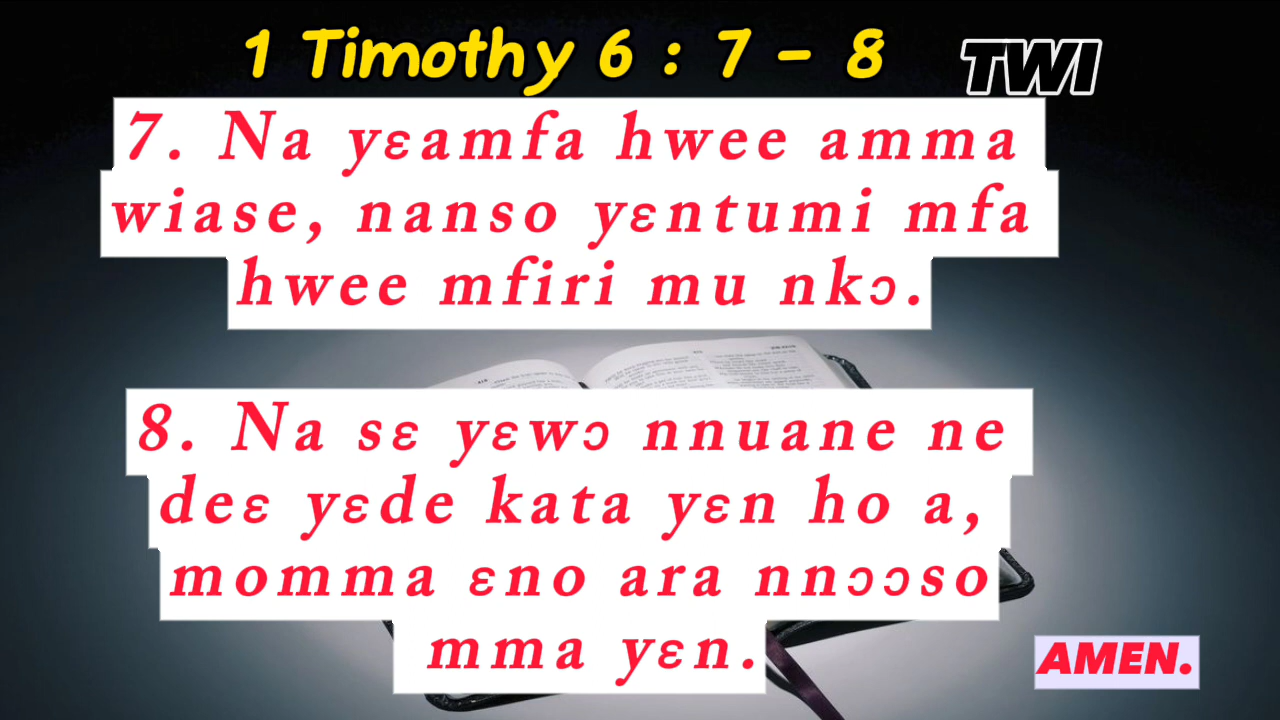 1 Timothy 6 : 7 - 8
TWI
7. Na yɛamfa hwee amma
wiase, nanso yɛntumi mfa
hwee mfiri mu nkɔ.
8. Na sɛ yɛwɔ nnuane ne
deɛ yɛde kata yɛn ho a,
momma ɛno ara nnɔɔso
mma yɛn.
AMEN.